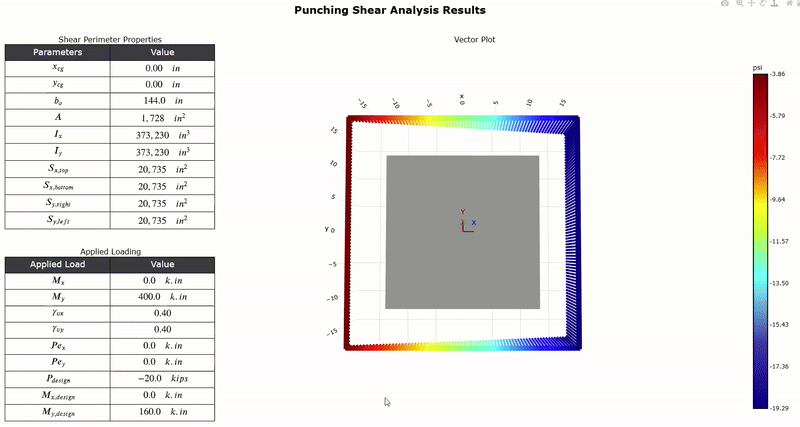 Punching Shear Analysis Results
Shear Perimeter Properties
Parameters Value
x_cg 0.00 in
y_cg 0.00 in
b_o 144.0 in
A 1,728 in²
I_x 373,230 in³
I_y 373,230 in³
S_x,top 20,735 in²
S_x,bottom 20,735 in²
S_y,right 20,735 in²
S_y,left 20,735 in²
Applied Loading
Applied Load Value
M_x 0.0 k.in
M_y 400.0 k.in
γ_vx 0.40
γ_vy 0.40
Pe_x 0.0 k.in
Pe_y 0.0 k.in
P_design −20.0 kips
M_x,design 0.0 k.in
M_y,design 160.0 k.in
Vector Plot
x
−15 −10 −5 0 5 10 15
15
10
5
y 0
−5
−10
−15
Y
X
psi
−3.86
−5.79
−7.72
−9.64
−11.57
−13.50
−15.43
−17.36
−19.29